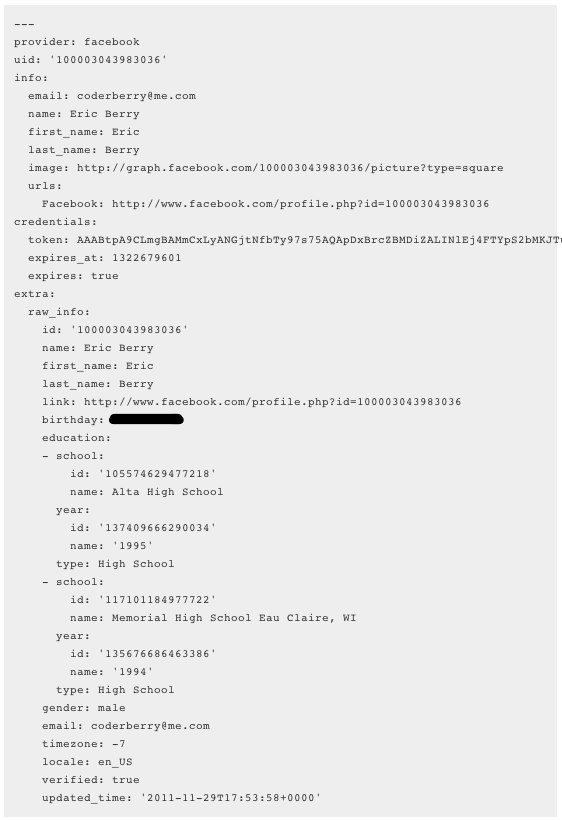 ---
provider: facebook
uid: '100003043983036'
info:
  email: coderberry@me.com
  name: Eric Berry
  first_name: Eric
  last_name: Berry
  image: http://graph.facebook.com/100003043983036/picture?type=square
  urls:
    Facebook: http://www.facebook.com/profile.php?id=100003043983036
credentials:
  token:
  expires_at: 1322679601
  expires: true
extra:
  raw_info:
    id: '100003043983036'
    name: Eric Berry
    first_name: Eric
    last_name: Berry
    link: http://www.facebook.com/profile.php?id=100003043983036
    birthday:
    education:
    - school:
        id: '105574629477218'
        name: Alta High School
      year:
        id: '137409666290034'
        name: '1995'
      type: High School
    - school:
        id: '117101184977722'
        name: Memorial High School Eau Claire, WI
      year:
        id: '135676686463386'
        name: '1994'
      type: High School
    gender: male
    email: coderberry@me.com
    timezone: -7
    locale: en_US
    verified: true
    updated_time: '2011-11-29T17:53:58+0000'